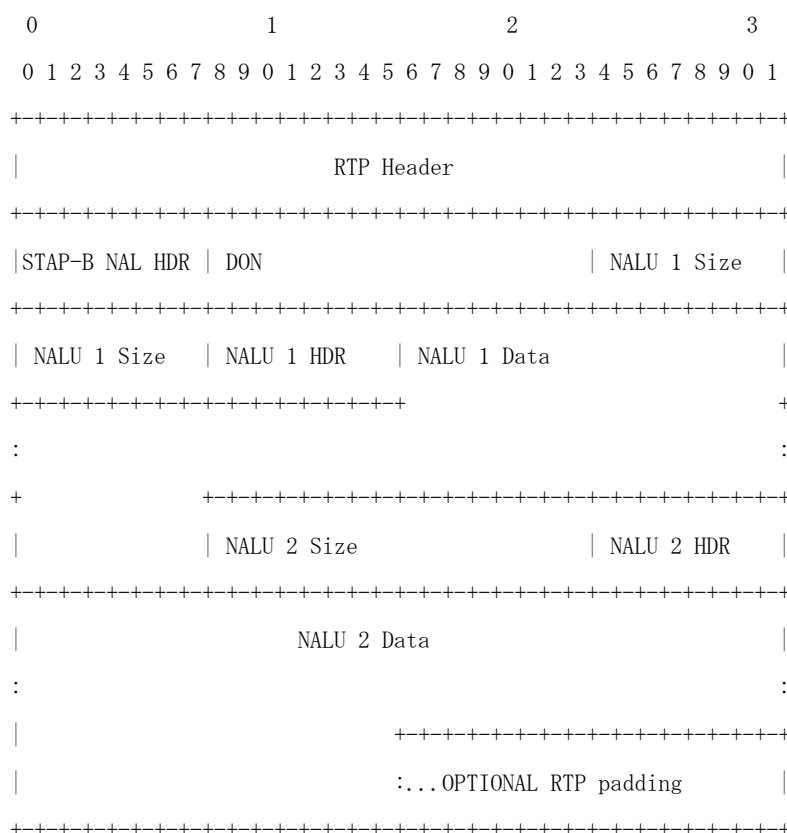 0                   1                   2                   3
0 1 2 3 4 5 6 7 8 9 0 1 2 3 4 5 6 7 8 9 0 1 2 3 4 5 6 7 8 9 0 1
+-+-+-+-+-+-+-+-+-+-+-+-+-+-+-+-+-+-+-+-+-+-+-+-+-+-+-+-+-+-+-+-+
|                          RTP Header                           |
+-+-+-+-+-+-+-+-+-+-+-+-+-+-+-+-+-+-+-+-+-+-+-+-+-+-+-+-+-+-+-+-+
|STAP-B NAL HDR | DON                           | NALU 1 Size   |
+-+-+-+-+-+-+-+-+-+-+-+-+-+-+-+-+-+-+-+-+-+-+-+-+-+-+-+-+-+-+-+-+
| NALU 1 Size   | NALU 1 HDR    | NALU 1 Data                   |
+-+-+-+-+-+-+-+-+-+-+-+-+-+-+-+-+                               +
:                                                               :
+               +-+-+-+-+-+-+-+-+-+-+-+-+-+-+-+-+-+-+-+-+-+-+-+-+
|               | NALU 2 Size                   | NALU 2 HDR    |
+-+-+-+-+-+-+-+-+-+-+-+-+-+-+-+-+-+-+-+-+-+-+-+-+-+-+-+-+-+-+-+-+
|                       NALU 2 Data                             |
:                                                               :
|                               +-+-+-+-+-+-+-+-+-+-+-+-+-+-+-+-+
|                               :...OPTIONAL RTP padding        |
+-+-+-+-+-+-+-+-+-+-+-+-+-+-+-+-+-+-+-+-+-+-+-+-+-+-+-+-+-+-+-+-+